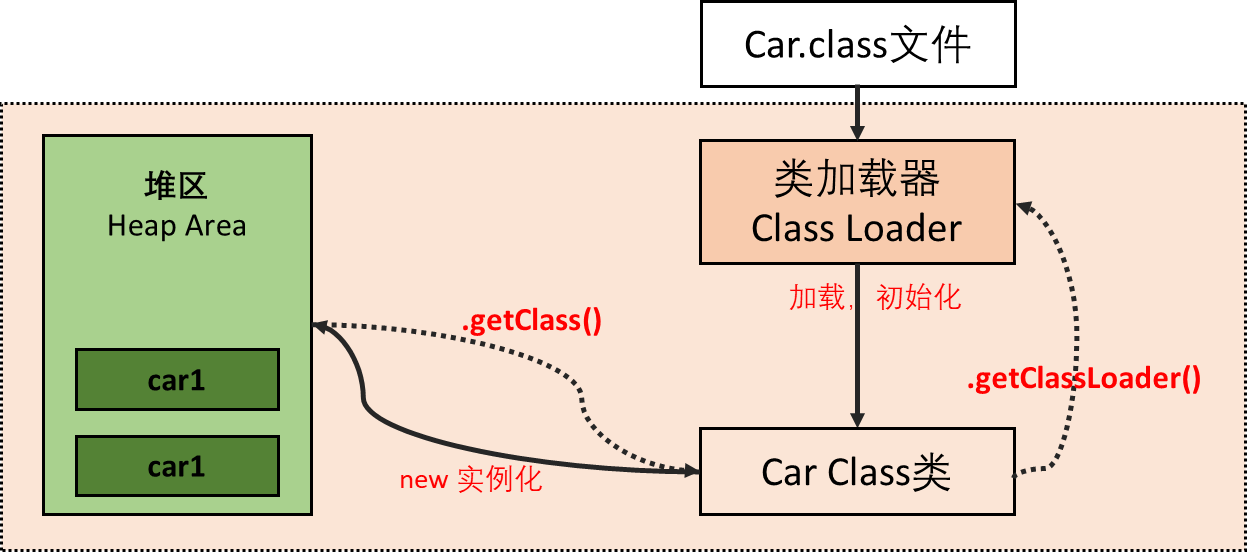 Car.class文件
类加载器
Class Loader
堆区
Heap Area
加载， 初始化
.getClass()
.getClassLoader()
car1
car1
new 实例化
Car Class类